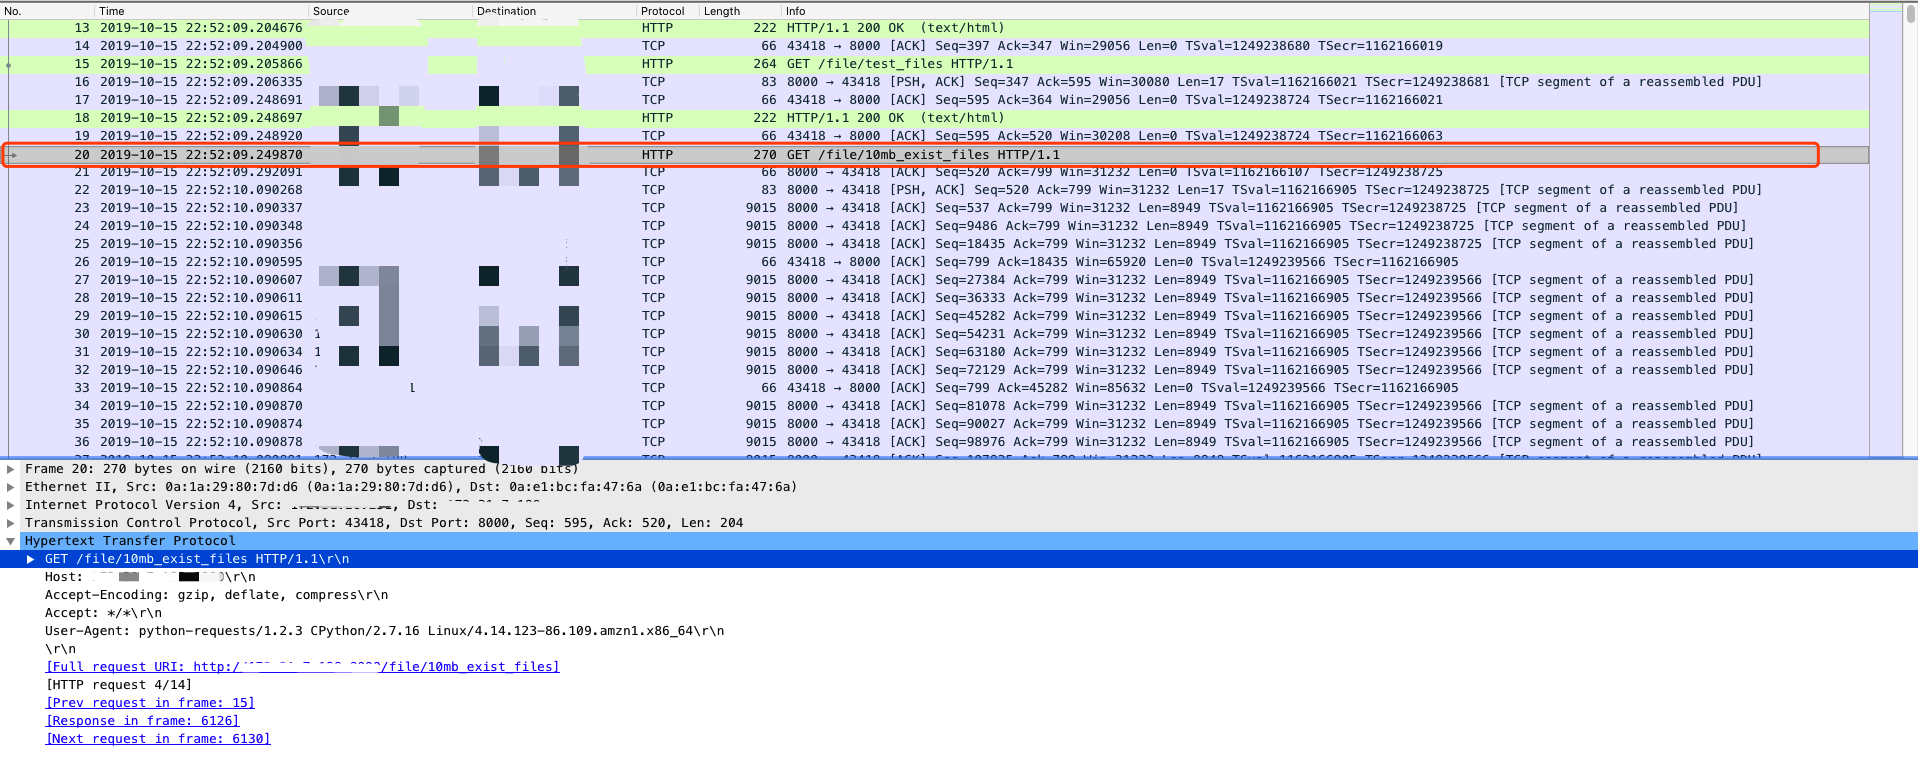 No. Time Source Destination Protocol Length Info
13 2019-10-15 22:52:09.204676 HTTP 222 HTTP/1.1 200 OK (text/html)
14 2019-10-15 22:52:09.204900 TCP 66 43418 → 8000 [ACK] Seq=397 Ack=347 Win=29056 Len=0 TSval=1249238680 TSecr=1162166019
15 2019-10-15 22:52:09.205866 HTTP 264 GET /file/test_files HTTP/1.1
16 2019-10-15 22:52:09.206335 TCP 83 8000 → 43418 [PSH, ACK] Seq=347 Ack=595 Win=30080 Len=17 TSval=1162166021 TSecr=1249238681 [TCP segment of a reassembled PDU]
17 2019-10-15 22:52:09.248691 TCP 66 43418 → 8000 [ACK] Seq=595 Ack=364 Win=29056 Len=0 TSval=1249238724 TSecr=1162166021
18 2019-10-15 22:52:09.248697 HTTP 222 HTTP/1.1 200 OK (text/html)
19 2019-10-15 22:52:09.248920 TCP 66 43418 → 8000 [ACK] Seq=595 Ack=520 Win=30208 Len=0 TSval=1249238724 TSecr=1162166063
20 2019-10-15 22:52:09.249870 HTTP 270 GET /file/10mb_exist_files HTTP/1.1
21 2019-10-15 22:52:09.292091 TCP 66 8000 → 43418 [ACK] Seq=520 Ack=799 Win=31232 Len=0 TSval=1162166107 TSecr=1249238725
22 2019-10-15 22:52:10.090268 TCP 83 8000 → 43418 [PSH, ACK] Seq=520 Ack=799 Win=31232 Len=17 TSval=1162166905 TSecr=1249238725 [TCP segment of a reassembled PDU]
23 2019-10-15 22:52:10.090337 TCP 9015 8000 → 43418 [ACK] Seq=537 Ack=799 Win=31232 Len=8949 TSval=1162166905 TSecr=1249238725 [TCP segment of a reassembled PDU]
24 2019-10-15 22:52:10.090348 TCP 9015 8000 → 43418 [ACK] Seq=9486 Ack=799 Win=31232 Len=8949 TSval=1162166905 TSecr=1249238725 [TCP segment of a reassembled PDU]
25 2019-10-15 22:52:10.090356 TCP 9015 8000 → 43418 [ACK] Seq=18435 Ack=799 Win=31232 Len=8949 TSval=1162166905 TSecr=1249238725 [TCP segment of a reassembled PDU]
26 2019-10-15 22:52:10.090595 TCP 66 43418 → 8000 [ACK] Seq=799 Ack=18435 Win=65920 Len=0 TSval=1249239566 TSecr=1162166905
27 2019-10-15 22:52:10.090607 TCP 9015 8000 → 43418 [ACK] Seq=27384 Ack=799 Win=31232 Len=8949 TSval=1162166905 TSecr=1249239566 [TCP segment of a reassembled PDU]
28 2019-10-15 22:52:10.090611 TCP 9015 8000 → 43418 [ACK] Seq=36333 Ack=799 Win=31232 Len=8949 TSval=1162166905 TSecr=1249239566 [TCP segment of a reassembled PDU]
29 2019-10-15 22:52:10.090615 TCP 9015 8000 → 43418 [ACK] Seq=45282 Ack=799 Win=31232 Len=8949 TSval=1162166905 TSecr=1249239566 [TCP segment of a reassembled PDU]
30 2019-10-15 22:52:10.090630 TCP 9015 8000 → 43418 [ACK] Seq=54231 Ack=799 Win=31232 Len=8949 TSval=1162166905 TSecr=1249239566 [TCP segment of a reassembled PDU]
31 2019-10-15 22:52:10.090634 1 TCP 9015 8000 → 43418 [ACK] Seq=63180 Ack=799 Win=31232 Len=8949 TSval=1162166905 TSecr=1249239566 [TCP segment of a reassembled PDU]
32 2019-10-15 22:52:10.090646 TCP 9015 8000 → 43418 [ACK] Seq=72129 Ack=799 Win=31232 Len=8949 TSval=1162166905 TSecr=1249239566 [TCP segment of a reassembled PDU]
33 2019-10-15 22:52:10.090864 TCP 66 43418 → 8000 [ACK] Seq=799 Ack=45282 Win=85632 Len=0 TSval=1249239566 TSecr=1162166905
34 2019-10-15 22:52:10.090870 TCP 9015 8000 → 43418 [ACK] Seq=81078 Ack=799 Win=31232 Len=8949 TSval=1162166905 TSecr=1249239566 [TCP segment of a reassembled PDU]
35 2019-10-15 22:52:10.090874 TCP 9015 8000 → 43418 [ACK] Seq=90027 Ack=799 Win=31232 Len=8949 TSval=1162166905 TSecr=1249239566 [TCP segment of a reassembled PDU]
36 2019-10-15 22:52:10.090878 TCP 9015 8000 → 43418 [ACK] Seq=98976 Ack=799 Win=31232 Len=8949 TSval=1162166905 TSecr=1249239566 [TCP segment of a reassembled PDU]
Frame 20: 270 bytes on wire (2160 bits), 270 bytes captured (2160 bits)
Ethernet II, Src: 0a:1a:29:80:7d:d6 (0a:1a:29:80:7d:d6), Dst: 0a:e1:bc:fa:47:6a (0a:e1:bc:fa:47:6a)
Internet Protocol Version 4, Src: , Dst:
Transmission Control Protocol, Src Port: 43418, Dst Port: 8000, Seq: 595, Ack: 520, Len: 204
Hypertext Transfer Protocol
GET /file/10mb_exist_files HTTP/1.1\r\n
Host: \r\n
Accept-Encoding: gzip, deflate, compress\r\n
Accept: */*\r\n
User-Agent: python-requests/1.2.3 CPython/2.7.16 Linux/4.14.123-86.109.amzn1.x86_64\r\n
\r\n
[Full request URI: http:/ /file/10mb_exist_files]
[HTTP request 4/14]
[Prev request in frame: 15]
[Response in frame: 6126]
[Next request in frame: 6130]